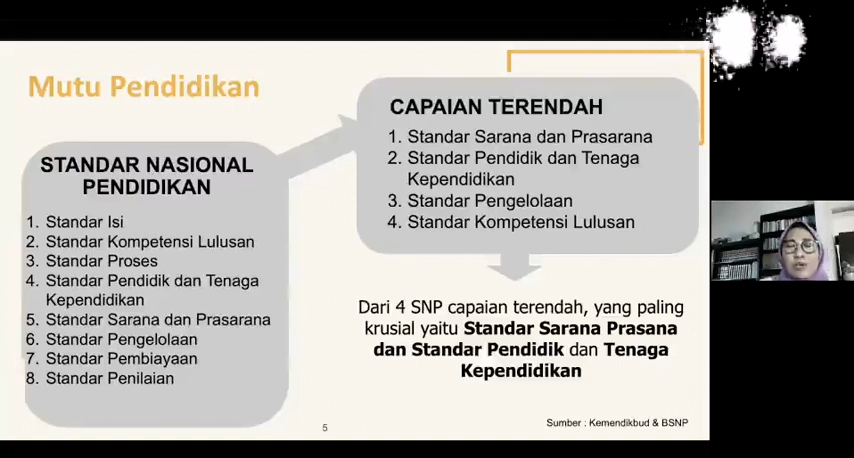 Mutu Pendidikan
STANDAR NASIONAL
PENDIDIKAN
1. Standar Isi
2. Standar Kompetensi Lulusan
3. Standar Proses
4. Standar Pendidik dan Tenaga
Kependidikan
5. Standar Sarana dan Prasarana
6. Standar Pengelolaan
7. Standar Pembiayaan
8. Standar Penilaian
CAPAIAN TERENDAH
1. Standar Sarana dan Prasarana
2. Standar Pendidik dan Tenaga
Kependidikan
3. Standar Pengelolaan
4. Standar Kompetensi Lulusan
Dari 4 SNP capaian terendah, yang paling
krusial yaitu Standar Sarana Prasana
dan Standar Pendidik dan Tenaga
Kependidikan
5
Sumber : Kemendikbud & BSNP